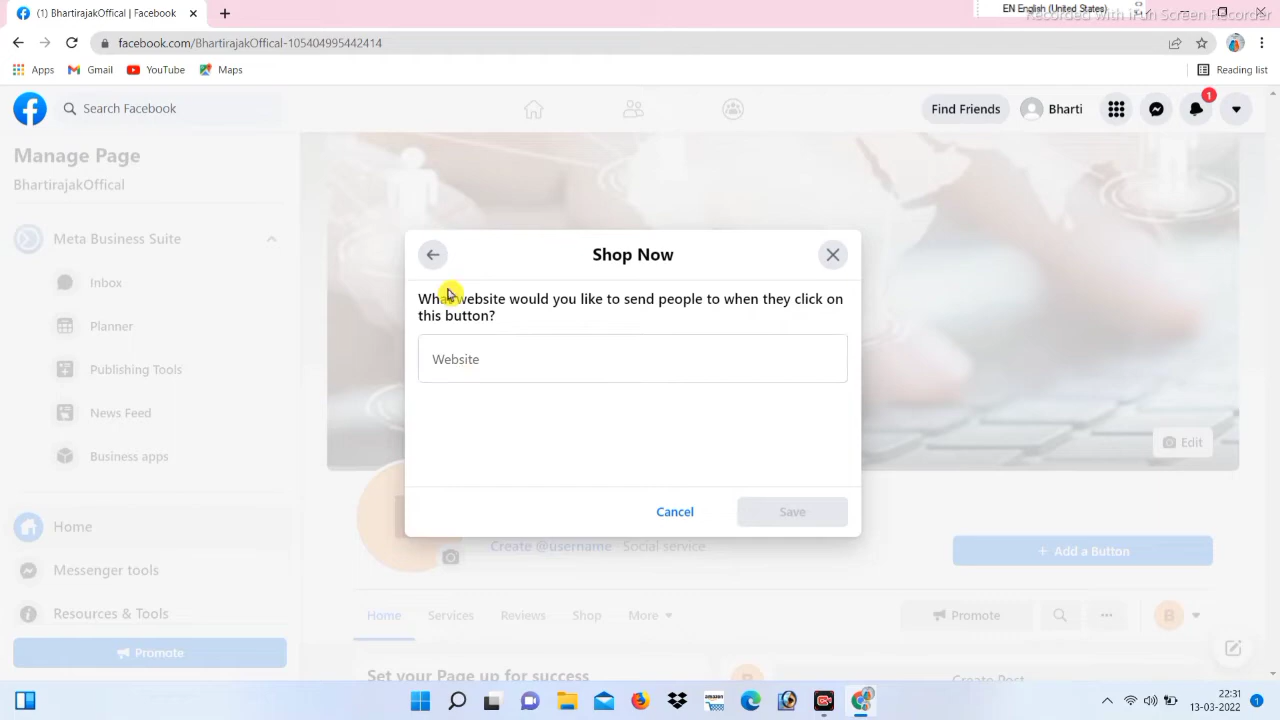 (1) BhartirajakOffical | Facebook
EN English (United States)
Recorded with iFun Screen Recorder
facebook.com/BhartirajakOffical-105404995442414
Apps Gmail YouTube Maps Reading list
Search Facebook
Find Friends Bharti 1
Manage Page
BhartirajakOffical
Meta Business Suite
Inbox
Planner
Publishing Tools
News Feed
Business apps
Home
Messenger tools
Resources & Tools
Promote
Shop Now
What website would you like to send people to when they click on
this button?
Website
Cancel Save
Edit
Create @username Social service
+ Add a Button
Home Services Reviews Shop More
Promote B
Set your Page up for success
Create Post
amazon
22:31
13-03-2022 1